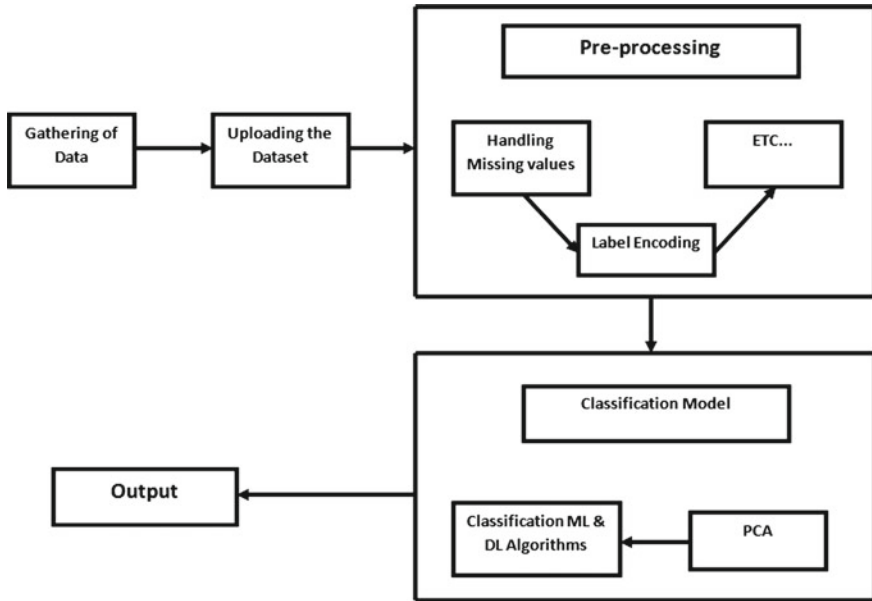 Pre-processing
Gathering of
Data
Uploading the
Dataset
Handling
Missing values
ETC...
Label Encoding
Classification Model
Output
Classification ML &
DL Algorithms
PCA